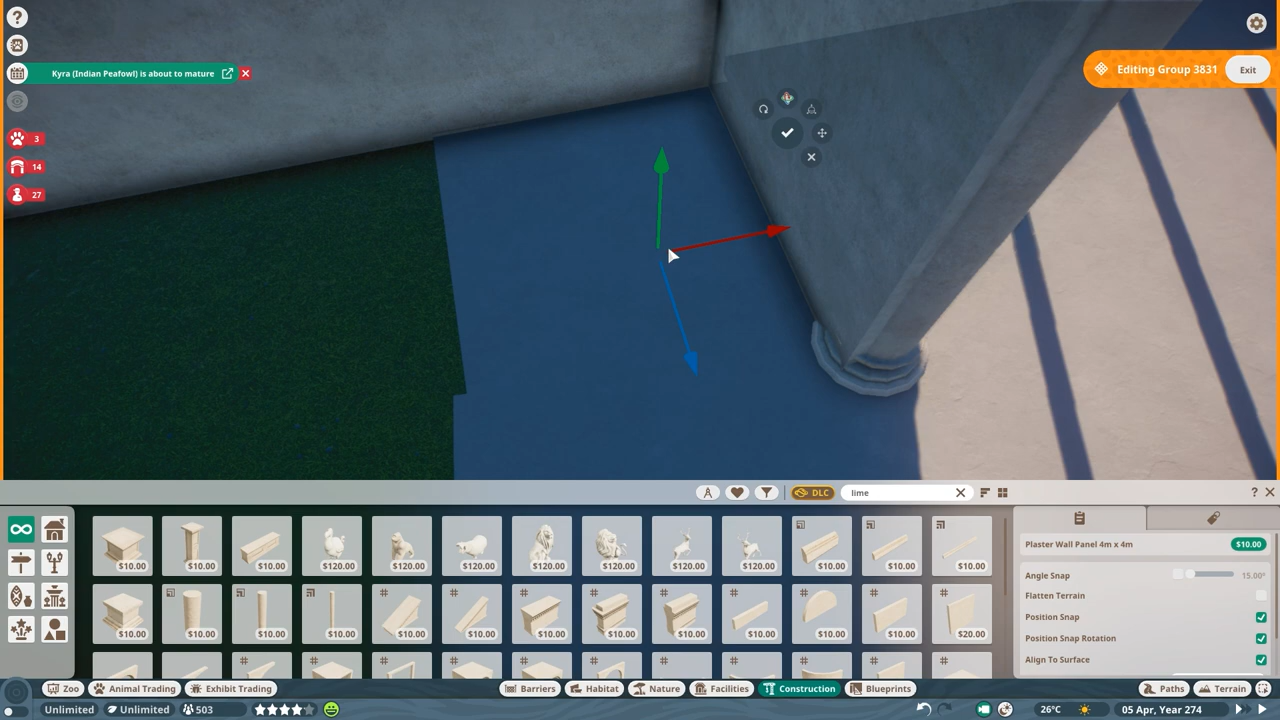 Kyra (Indian Peafowl) is about to mature
Editing Group 3831
Exit
3
14
27
DLC
lime
?
$10.00 $10.00 $10.00 $120.00 $120.00 $120.00 $120.00 $120.00 $120.00 $120.00 $10.00 $10.00 $10.00
$10.00 $10.00 $10.00 $10.00 $10.00 $10.00 $10.00 $10.00 $10.00 $10.00 $10.00 $10.00 $20.00
Plaster Wall Panel 4m x 4m $10.00
Angle Snap 15.00°
Flatten Terrain
Position Snap
Position Snap Rotation
Align To Surface
Zoo Animal Trading Exhibit Trading Barriers Habitat Nature Facilities Construction Blueprints Paths Terrain
Unlimited Unlimited 503 26°C 05 Apr, Year 274